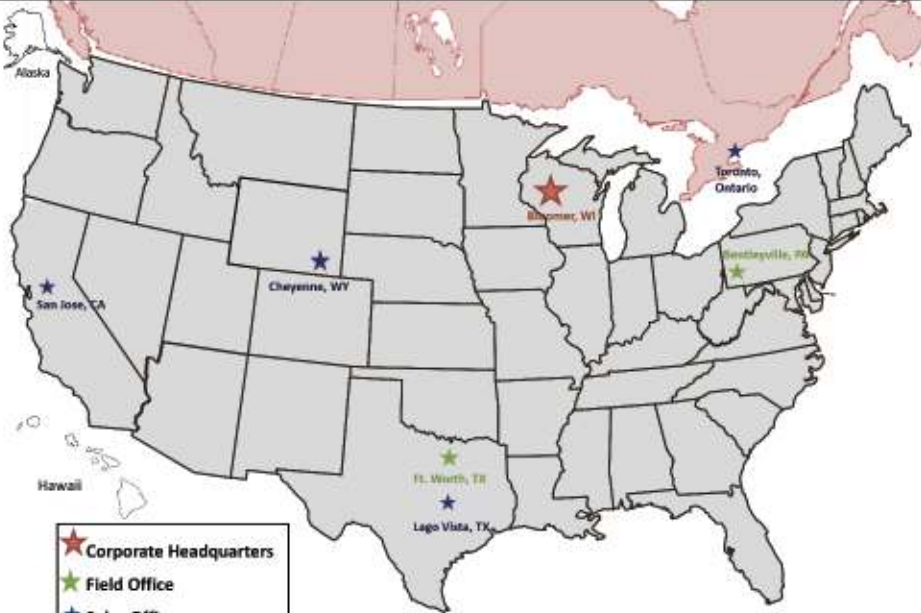 Alaska
Toronto,
Ontario
Bloomer, WI
Bentleyville, PA
Cheyenne, WY
San Jose, CA
Ft. Worth, TX
Hawaii
Lago Vista, TX
Corporate Headquarters
Field Office